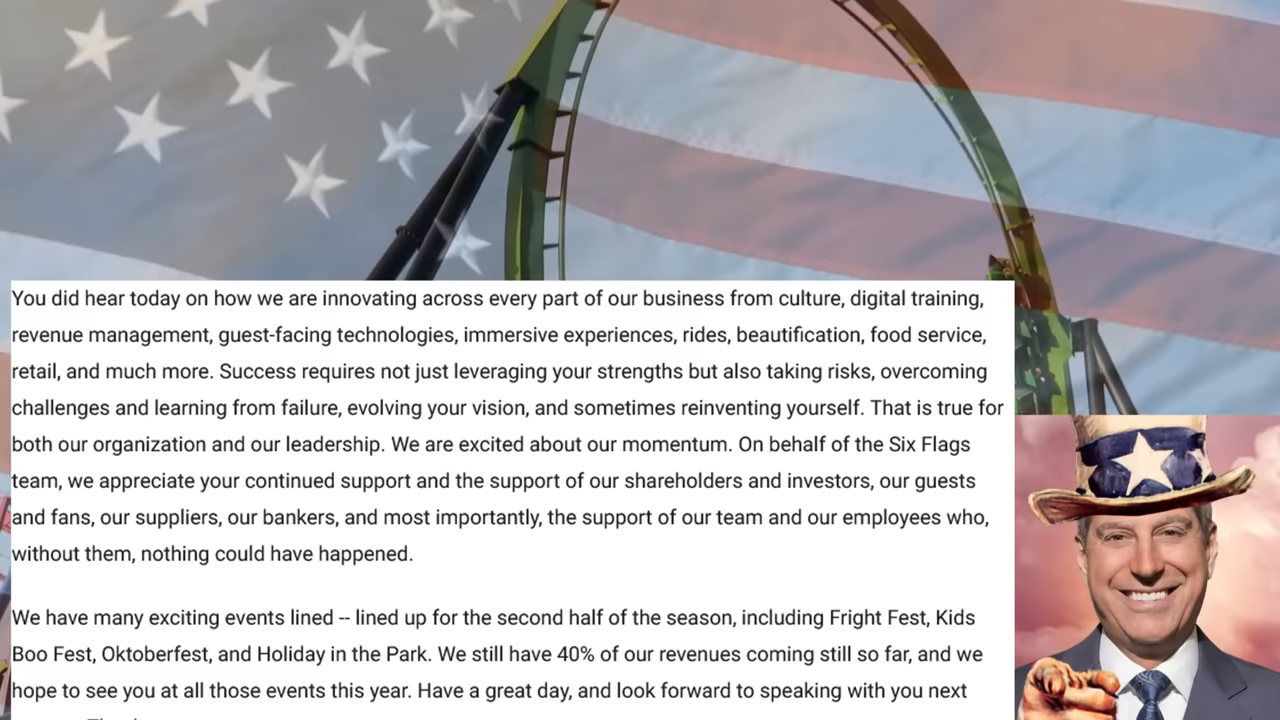 You did hear today on how we are innovating across every part of our business from culture, digital training,
revenue management, guest-facing technologies, immersive experiences, rides, beautification, food service,
retail, and much more. Success requires not just leveraging your strengths but also taking risks, overcoming
challenges and learning from failure, evolving your vision, and sometimes reinventing yourself. That is true for
both our organization and our leadership. We are excited about our momentum. On behalf of the Six Flags
team, we appreciate your continued support and the support of our shareholders and investors, our guests
and fans, our suppliers, our bankers, and most importantly, the support of our team and our employees who,
without them, nothing could have happened.
We have many exciting events lined -- lined up for the second half of the season, including Fright Fest, Kids
Boo Fest, Oktoberfest, and Holiday in the Park. We still have 40% of our revenues coming still so far, and we
hope to see you at all those events this year. Have a great day, and look forward to speaking with you next